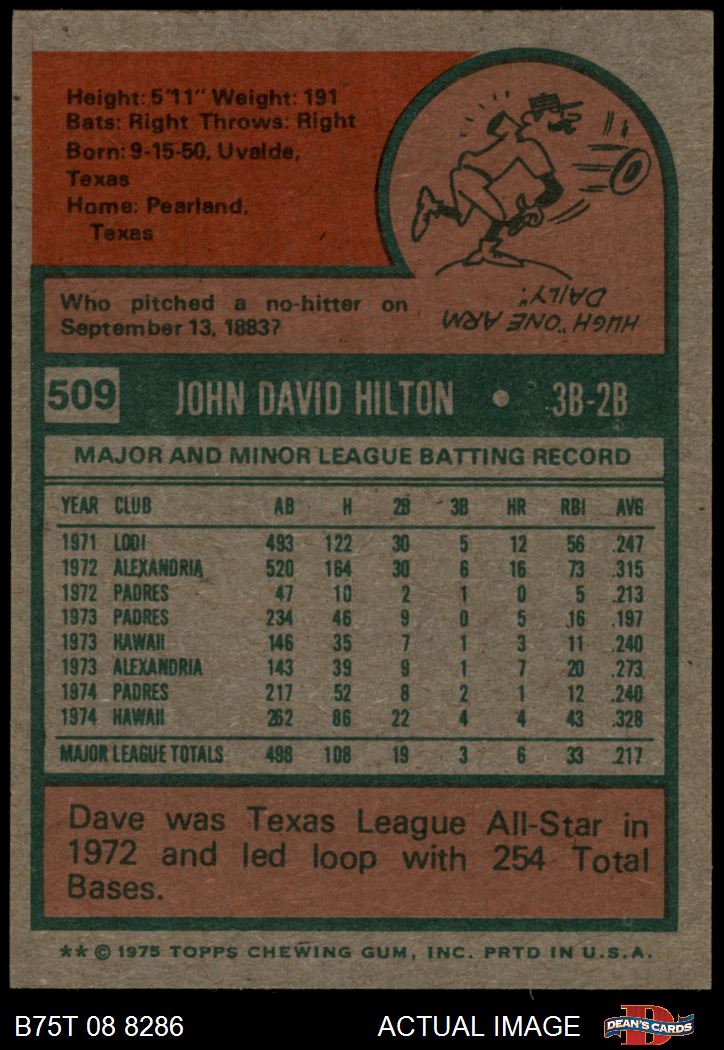 Height: 5'11" Weight: 191
Bats: Right Throws: Right
Born: 9-15-50, Uvalde,
Texas
Home: Pearland,
Texas
Who pitched a no-hitter on
September 13, 1883?
HUGH "ONE ARM
DAILY".
509 JOHN DAVID HILTON • 3B-2B
MAJOR AND MINOR LEAGUE BATTING RECORD
YEAR CLUB AB H 2B 3B HR RBI AVG
1971 LODI 493 122 30 5 12 56 .247
1972 ALEXANDRIA 520 164 30 6 16 73 .315
1972 PADRES 47 10 2 1 0 5 .213
1973 PADRES 234 46 9 0 5 16 .197
1973 HAWAII 146 35 7 1 3 11 .240
1973 ALEXANDRIA 143 39 9 1 7 20 .273
1974 PADRES 217 52 8 2 1 12 .240
1974 HAWAII 262 86 22 4 4 43 .328
MAJOR LEAGUE TOTALS 498 108 19 3 6 33 .217
Dave was Texas League All-Star in
1972 and led loop with 254 Total
Bases.
** © 1975 TOPPS CHEWING GUM, INC. PRTD IN U.S.A.
B75T 08 8286 ACTUAL IMAGE D DEAN'S CARDS